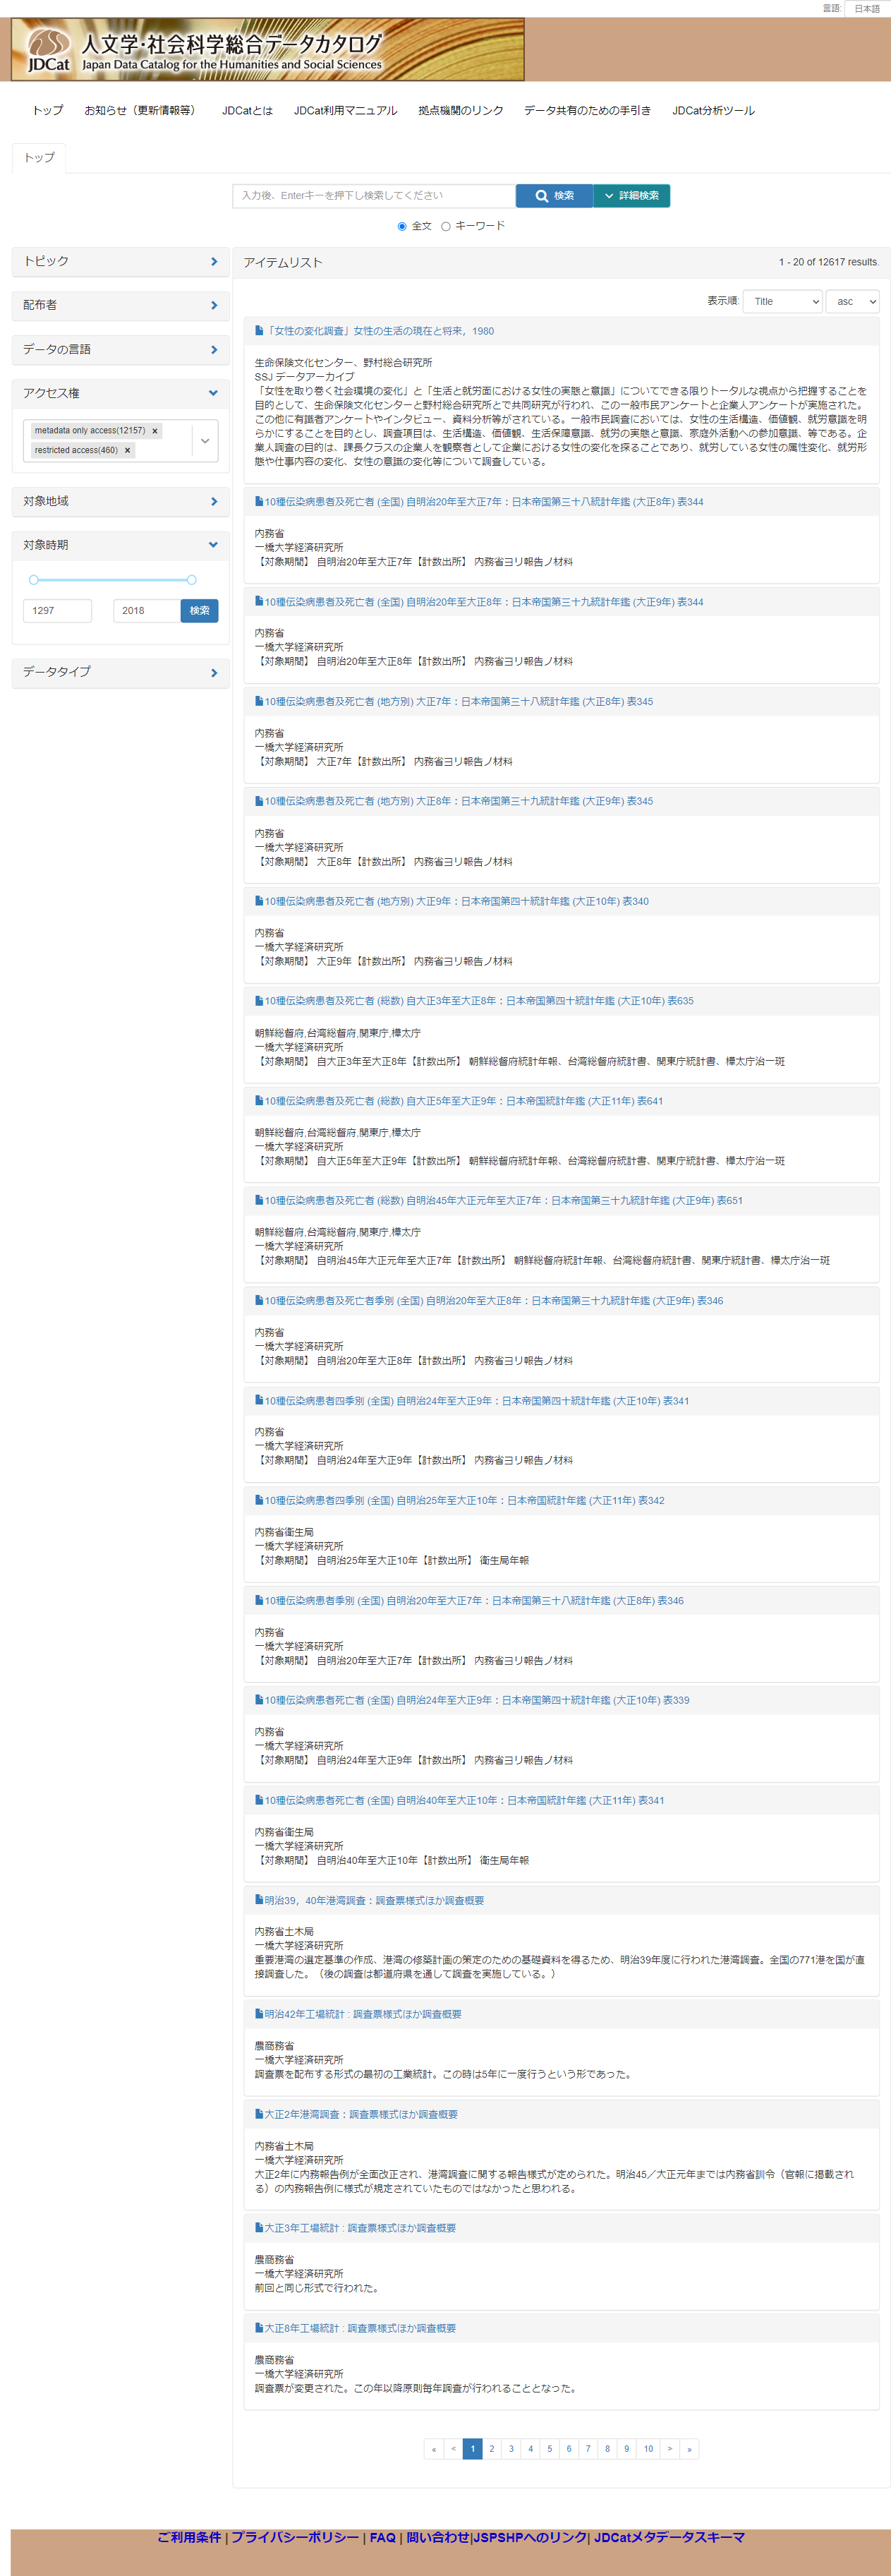 言語: 日本語
JDCat 人文学・社会科学総合データカタログ
Japan Data Catalog for the Humanities and Social Sciences
トップ お知らせ（更新情報等） JDCatとは JDCat利用マニュアル 拠点機関のリンク データ共有のための手引き JDCat分析ツール
トップ
入力後、Enterキーを押下し検索してください 検索 詳細検索
全文 キーワード
トピック
配布者
データの言語
アクセス権
metadata only access(12157) ×
restricted access(460) ×
対象地域
対象時期
1297 2018 検索
データタイプ
アイテムリスト 1 - 20 of 12617 results.
表示順: Title asc
「女性の変化調査」女性の生活の現在と将来，1980
生命保険文化センター、野村総合研究所
SSJ データアーカイブ
「女性を取り巻く社会環境の変化」と「生活と就労面における女性の実態と意識」についてできる限りトータルな視点から把握することを
目的として、生命保険文化センターと野村総合研究所とで共同研究が行われ、この一般市民アンケートと企業人アンケートが実施された。
この他に有識者アンケートやインタビュー、資料分析等がされている。一般市民調査においては、女性の生活構造、価値観、就労意識を明
らかにすることを目的とし、調査項目は、生活構造、価値観、生活保障意識、就労の実態と意識、家庭外活動への参加意識、等である。企
業人調査の目的は、課長クラスの企業人を観察者として企業における女性の変化を探ることであり、就労している女性の属性変化、就労形
態や仕事内容の変化、女性の意識の変化等について調査している。
10種伝染病患者及死亡者 (全国) 自明治20年至大正7年：日本帝国第三十八統計年鑑 (大正8年) 表344
内務省
一橋大学経済研究所
【対象期間】 自明治20年至大正7年【計数出所】 内務省ヨリ報告ノ材料
10種伝染病患者及死亡者 (全国) 自明治20年至大正8年：日本帝国第三十九統計年鑑 (大正9年) 表344
内務省
一橋大学経済研究所
【対象期間】 自明治20年至大正8年【計数出所】 内務省ヨリ報告ノ材料
10種伝染病患者及死亡者 (地方別) 大正7年：日本帝国第三十八統計年鑑 (大正8年) 表345
内務省
一橋大学経済研究所
【対象期間】 大正7年【計数出所】 内務省ヨリ報告ノ材料
10種伝染病患者及死亡者 (地方別) 大正8年：日本帝国第三十九統計年鑑 (大正9年) 表345
内務省
一橋大学経済研究所
【対象期間】 大正8年【計数出所】 内務省ヨリ報告ノ材料
10種伝染病患者及死亡者 (地方別) 大正9年：日本帝国第四十統計年鑑 (大正10年) 表340
内務省
一橋大学経済研究所
【対象期間】 大正9年【計数出所】 内務省ヨリ報告ノ材料
10種伝染病患者及死亡者 (総数) 自大正3年至大正8年：日本帝国第四十統計年鑑 (大正10年) 表635
朝鮮総督府,台湾総督府,関東庁,樺太庁
一橋大学経済研究所
【対象期間】 自大正3年至大正8年【計数出所】 朝鮮総督府統計年報、台湾総督府統計書、関東庁統計書、樺太庁治一斑
10種伝染病患者及死亡者 (総数) 自大正5年至大正9年：日本帝国統計年鑑 (大正11年) 表641
朝鮮総督府,台湾総督府,関東庁,樺太庁
一橋大学経済研究所
【対象期間】 自大正5年至大正9年【計数出所】 朝鮮総督府統計年報、台湾総督府統計書、関東庁統計書、樺太庁治一斑
10種伝染病患者及死亡者 (総数) 自明治45年大正元年至大正7年：日本帝国第三十九統計年鑑 (大正9年) 表651
朝鮮総督府,台湾総督府,関東庁,樺太庁
一橋大学経済研究所
【対象期間】 自明治45年大正元年至大正7年【計数出所】 朝鮮総督府統計年報、台湾総督府統計書、関東庁統計書、樺太庁治一斑
10種伝染病患者及死亡者季別 (全国) 自明治20年至大正8年：日本帝国第三十九統計年鑑 (大正9年) 表346
内務省
一橋大学経済研究所
【対象期間】 自明治20年至大正8年【計数出所】 内務省ヨリ報告ノ材料
10種伝染病患者四季別 (全国) 自明治24年至大正9年：日本帝国第四十統計年鑑 (大正10年) 表341
内務省
一橋大学経済研究所
【対象期間】 自明治24年至大正9年【計数出所】 内務省ヨリ報告ノ材料
10種伝染病患者四季別 (全国) 自明治25年至大正10年：日本帝国統計年鑑 (大正11年) 表342
内務省衛生局
一橋大学経済研究所
【対象期間】 自明治25年至大正10年【計数出所】 衛生局年報
10種伝染病患者季別 (全国) 自明治20年至大正7年：日本帝国第三十八統計年鑑 (大正8年) 表346
内務省
一橋大学経済研究所
【対象期間】 自明治20年至大正7年【計数出所】 内務省ヨリ報告ノ材料
10種伝染病患者死亡者 (全国) 自明治24年至大正9年：日本帝国第四十統計年鑑 (大正10年) 表339
内務省
一橋大学経済研究所
【対象期間】 自明治24年至大正9年【計数出所】 内務省ヨリ報告ノ材料
10種伝染病患者死亡者 (全国) 自明治40年至大正10年：日本帝国統計年鑑 (大正11年) 表341
内務省衛生局
一橋大学経済研究所
【対象期間】 自明治40年至大正10年【計数出所】 衛生局年報
明治39，40年港湾調査：調査票様式ほか調査概要
内務省土木局
一橋大学経済研究所
重要港湾の選定基準の作成、港湾の修築計画の策定のための基礎資料を得るため、明治39年度に行われた港湾調査。全国の771港を国が直
接調査した。（後の調査は都道府県を通して調査を実施している。）
明治42年工場統計 : 調査票様式ほか調査概要
農商務省
一橋大学経済研究所
調査票を配布する形式の最初の工業統計。この時は5年に一度行うという形であった。
大正2年港湾調査：調査票様式ほか調査概要
内務省土木局
一橋大学経済研究所
大正2年に内務報告例が全面改正され、港湾調査に関する報告様式が定められた。明治45／大正元年までは内務省訓令（官報に掲載され
る）の内務報告例に様式が規定されていたものではなかったと思われる。
大正3年工場統計 : 調査票様式ほか調査概要
農商務省
一橋大学経済研究所
前回と同じ形式で行われた。
大正8年工場統計 : 調査票様式ほか調査概要
農商務省
一橋大学経済研究所
調査票が変更された。この年以降原則毎年調査が行われることとなった。
« < 1 2 3 4 5 6 7 8 9 10 > »
ご利用条件 | プライバシーポリシー | FAQ | 問い合わせ|JSPSHPへのリンク| JDCatメタデータスキーマ